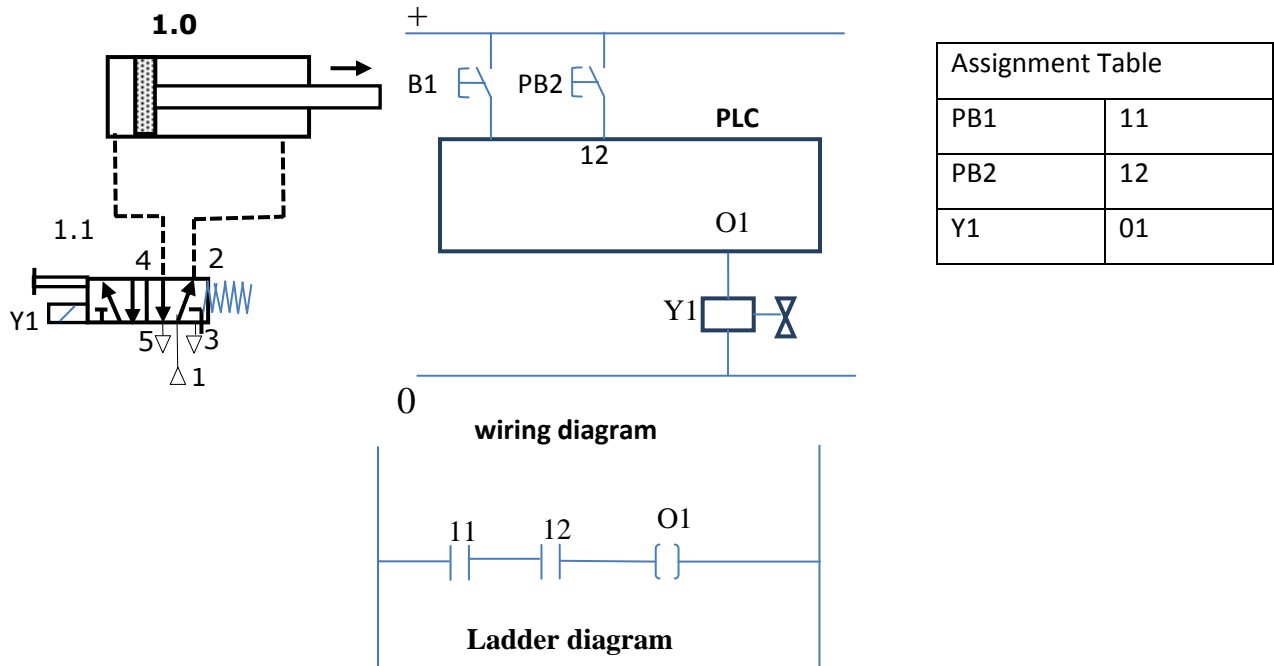 1.0
+
B1
PB2
PLC
12
O1
Y1
0
wiring diagram
1.1
4
2
Y1
5
3
1
Assignment Table
PB1 11
PB2 12
Y1 01
11
12
O1
Ladder diagram